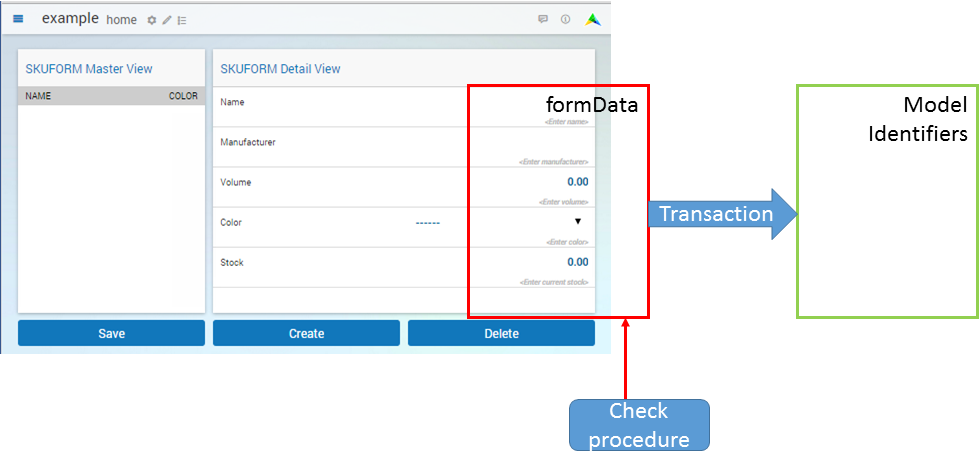 example home
SKUFORM Master View
NAME COLOR
SKUFORM Detail View
Name
<Enter name>
Manufacturer
<Enter manufacturer>
Volume 0.00
<Enter volume>
Color ------
<Enter color>
Stock 0.00
<Enter current stock>
Save Create Delete
formData
Transaction
Model
Identifiers
Check
procedure